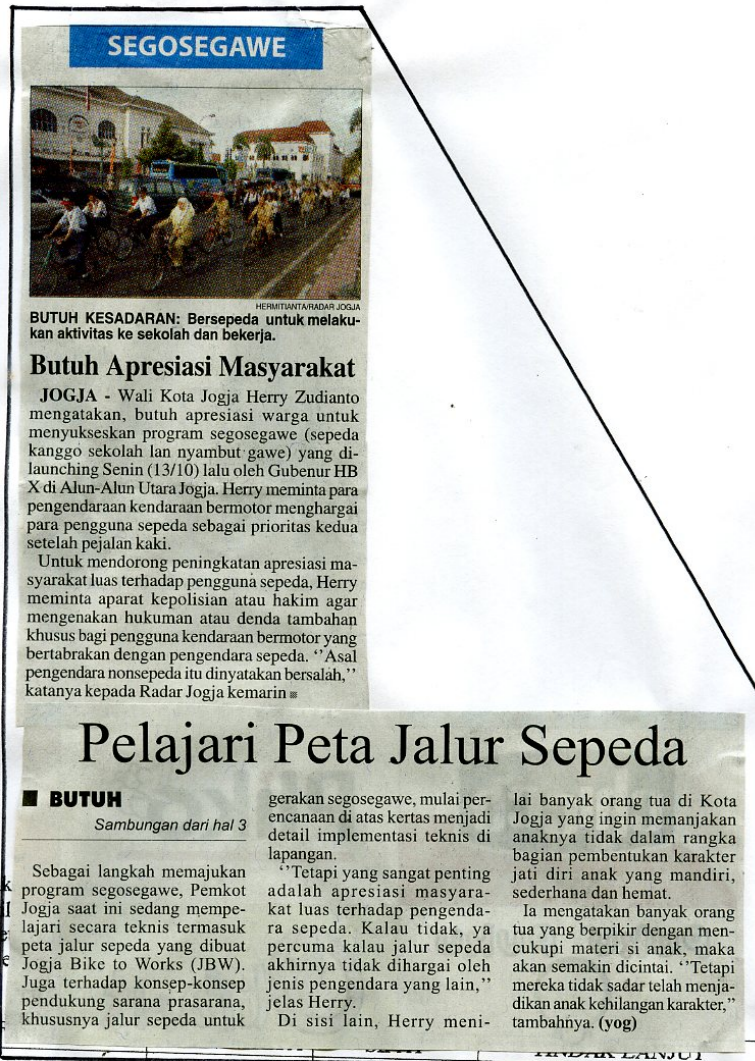 SEGOSEGAWE
HERMITIANTA/RADAR JOGJA
BUTUH KESADARAN: Bersepeda untuk melaku-
kan aktivitas ke sekolah dan bekerja.
Butuh Apresiasi Masyarakat
JOGJA - Wali Kota Jogja Herry Zudianto
mengatakan, butuh apresiasi warga untuk
menyukseskan program segosegawe (sepeda
kanggo sekolah lan nyambut gawe) yang di-
launching Senin (13/10) lalu oleh Gubenur HB
X di Alun-Alun Utara Jogja. Herry meminta para
pengendaraan kendaraan bermotor menghargai
para pengguna sepeda sebagai prioritas kedua
setelah pejalan kaki.
Untuk mendorong peningkatan apresiasi ma-
syarakat luas terhadap pengguna sepeda, Herry
meminta aparat kepolisian atau hakim agar
mengenakan hukuman atau denda tambahan
khusus bagi pengguna kendaraan bermotor yang
bertabrakan dengan pengendara sepeda. ‘’Asal
pengendara nonsepeda itu dinyatakan bersalah,’’
katanya kepada Radar Jogja kemarin
Pelajari Peta Jalur Sepeda
■ BUTUH
Sambungan dari hal 3
Sebagai langkah memajukan
program segosegawe, Pemkot
Jogja saat ini sedang mempe-
lajari secara teknis termasuk
peta jalur sepeda yang dibuat
Jogja Bike to Works (JBW).
Juga terhadap konsep-konsep
pendukung sarana prasarana,
khususnya jalur sepeda untuk
gerakan segosegawe, mulai per-
encanaan di atas kertas menjadi
detail implementasi teknis di
lapangan.
‘’Tetapi yang sangat penting
adalah apresiasi masyara-
kat luas terhadap pengenda-
ra sepeda. Kalau tidak, ya
percuma kalau jalur sepeda
akhirnya tidak dihargai oleh
jenis pengendara yang lain,’’
jelas Herry.
Di sisi lain, Herry meni-
lai banyak orang tua di Kota
Jogja yang ingin memanjakan
anaknya tidak dalam rangka
bagian pembentukan karakter
jati diri anak yang mandiri,
sederhana dan hemat.
Ia mengatakan banyak orang
tua yang berpikir dengan men-
cukupi materi si anak, maka
akan semakin dicintai. ‘’Tetapi
mereka tidak sadar telah menja-
dikan anak kehilangan karakter,’’
tambahnya. (yog)